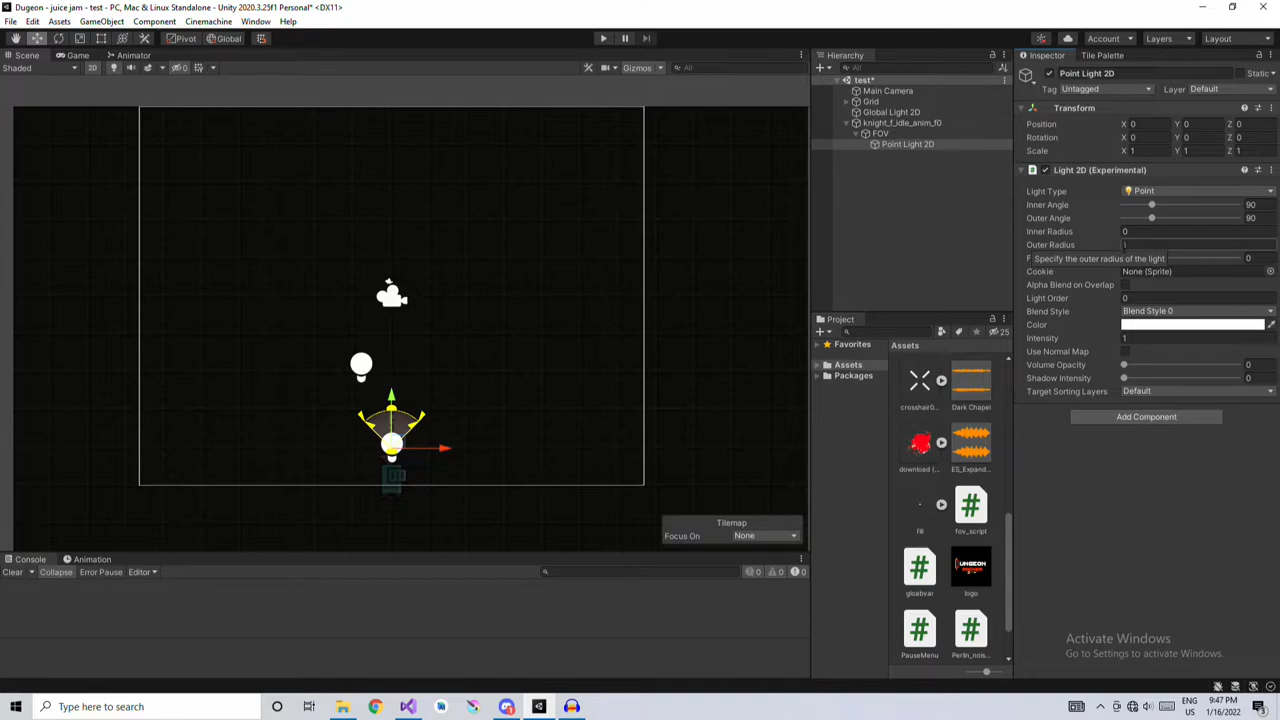 Dugeon - juice jam - test - PC, Mac & Linux Standalone - Unity 2020.3.25f1 Personal* <DX11>
File Edit Assets GameObject Component Cinemachine Window Help
Pivot Global Account Layers Layout
Scene Game Animator
Shaded 2D 0 Gizmos All
Tilemap
Focus On None
Console Animation
Clear Collapse Error Pause Editor 0 0 0
Hierarchy
All
test*
Main Camera
Grid
Global Light 2D
knight_f_idle_anim_f0
FOV
Point Light 2D
Project
25
Favorites
Assets
Packages
Assets
crosshair0... Dark Chapel
download (... ES_Expand...
fill fov_script
gloabvar logo
PauseMenu Perlin_nois...
Inspector Tile Palette
Point Light 2D Static
Tag Untagged Layer Default
Transform
Position X 0 Y 0 Z 0
Rotation X 0 Y 0 Z 0
Scale X 1 Y 1 Z 1
Light 2D (Experimental)
Light Type Point
Inner Angle 90
Outer Angle 90
Inner Radius 0
Outer Radius
F 0
Specify the outer radius of the light
Cookie None (Sprite)
Alpha Blend on Overlap
Light Order 0
Blend Style Blend Style 0
Color
Intensity 1
Use Normal Map
Volume Opacity 0
Shadow Intensity 0
Target Sorting Layers Default
Add Component
Activate Windows
Go to Settings to activate Windows.
Type here to search
ENG
US
9:47 PM
1/16/2022